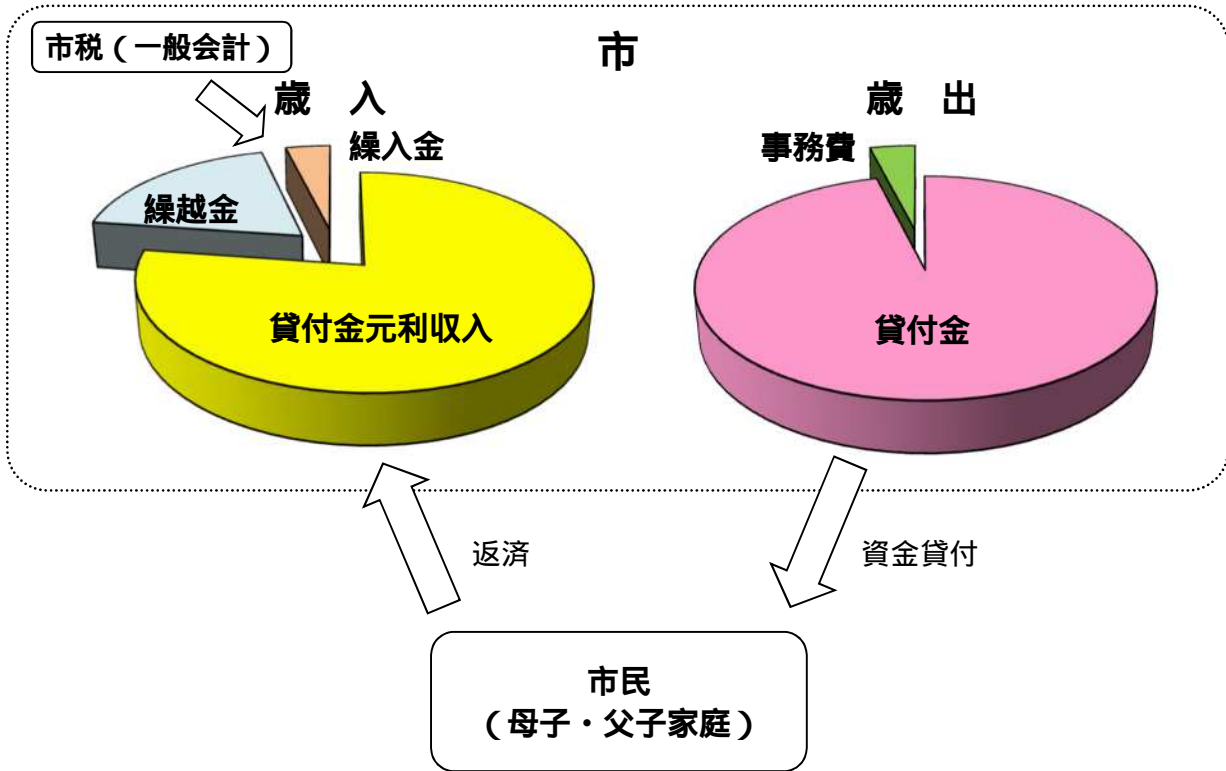 市税（一般会計）
市
歳　入
歳　出
繰入金
事務費
繰越金
貸付金元利収入
貸付金
返済
資金貸付
市民
（母子・父子家庭）